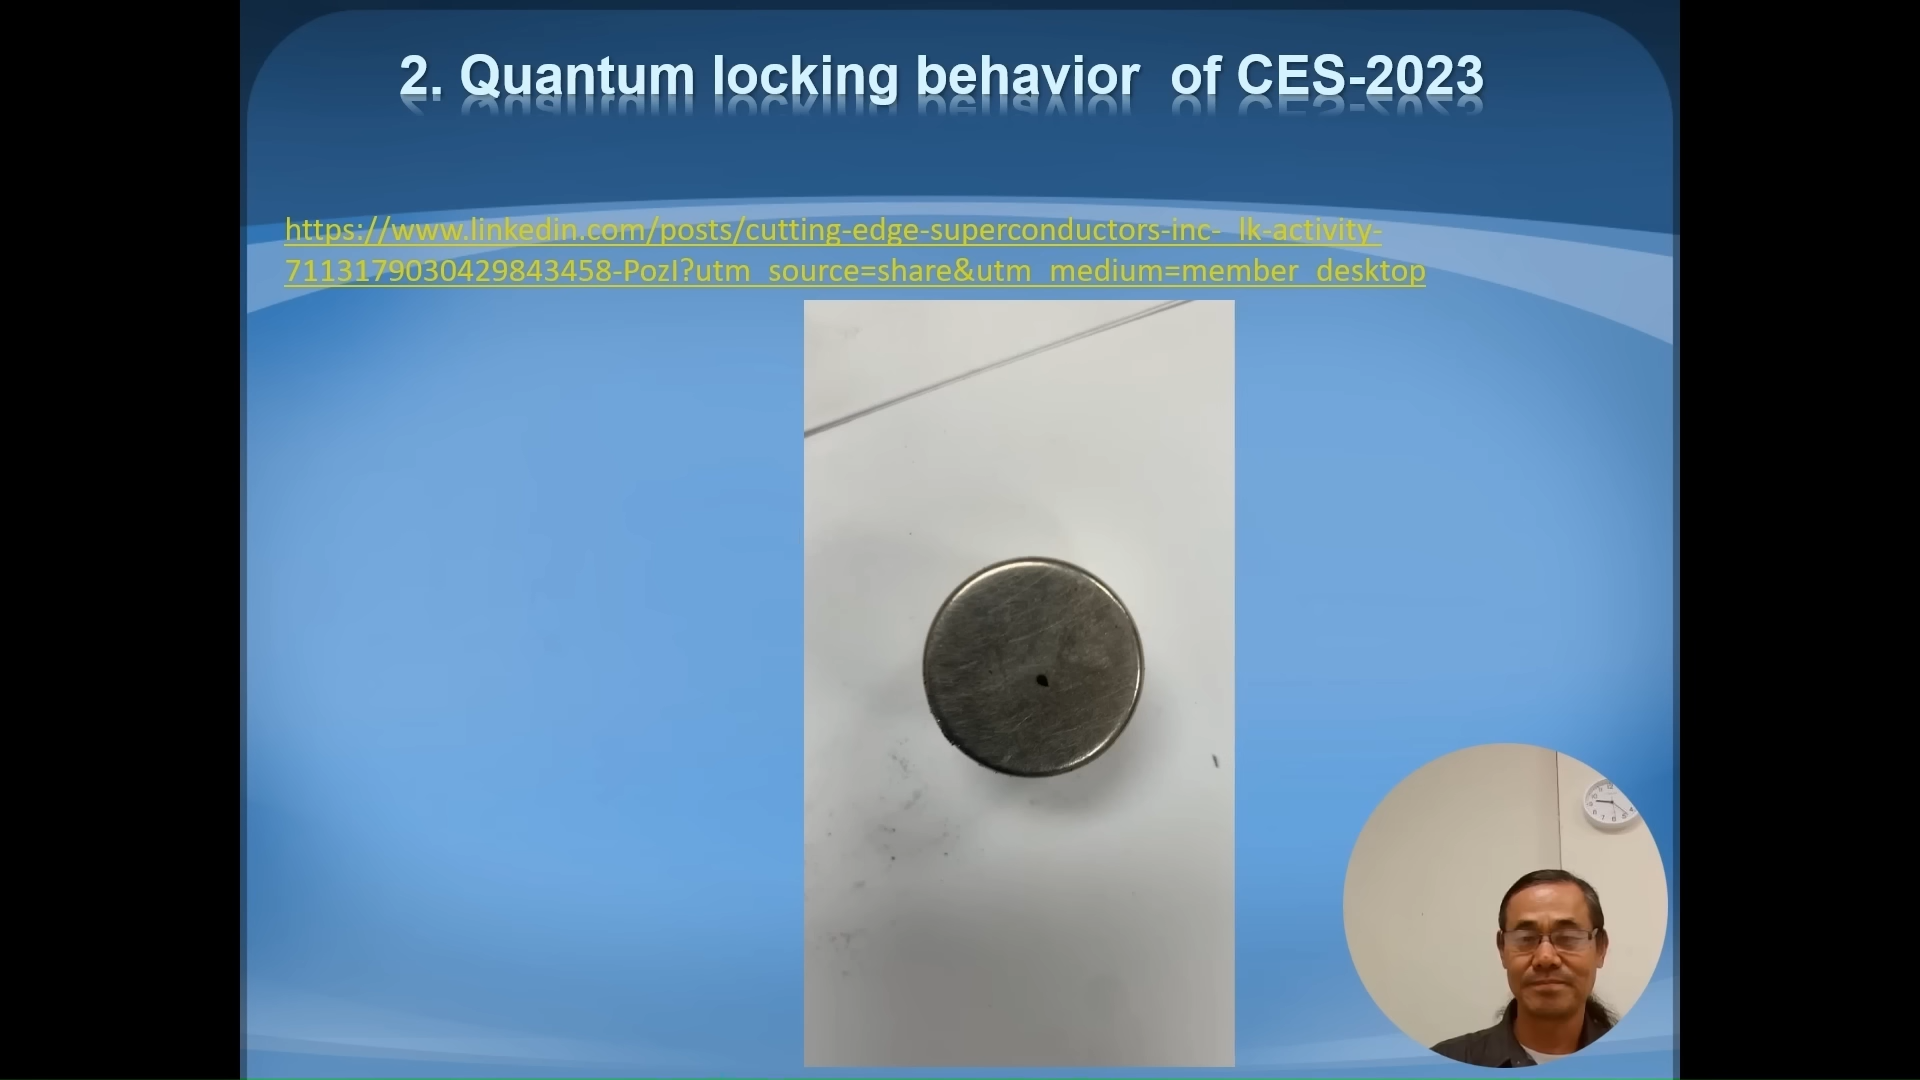 2. Quantum locking behavior of CES-2023
https://www.linkedin.com/posts/cutting-edge-superconductors-inc-_lk-activity-
7113179030429843458-PozI?utm_source=share&utm_medium=member_desktop